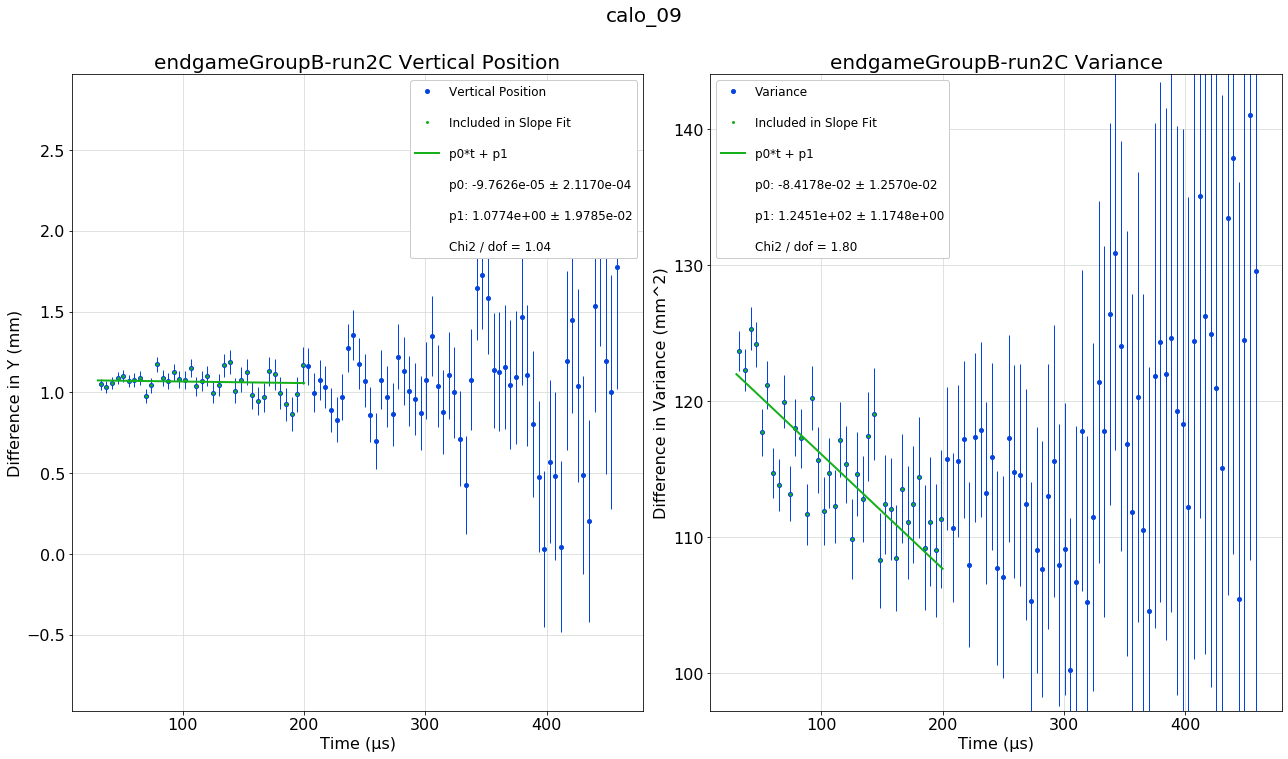 calo_09
endgameGroupB-run2C Vertical Position
Vertical Position
Included in Slope Fit
p0*t + p1
p0: -9.7626e-05 ± 2.1170e-04
p1: 1.0774e+00 ± 1.9785e-02
Chi2 / dof = 1.04
Difference in Y (mm)
2.5
2.0
1.5
1.0
0.5
0.0
−0.5
100 200 300 400
Time (μs)
endgameGroupB-run2C Variance
Variance
Included in Slope Fit
p0*t + p1
p0: -8.4178e-02 ± 1.2570e-02
p1: 1.2451e+02 ± 1.1748e+00
Chi2 / dof = 1.80
Difference in Variance (mm^2)
140
130
120
110
100
100 200 300 400
Time (μs)